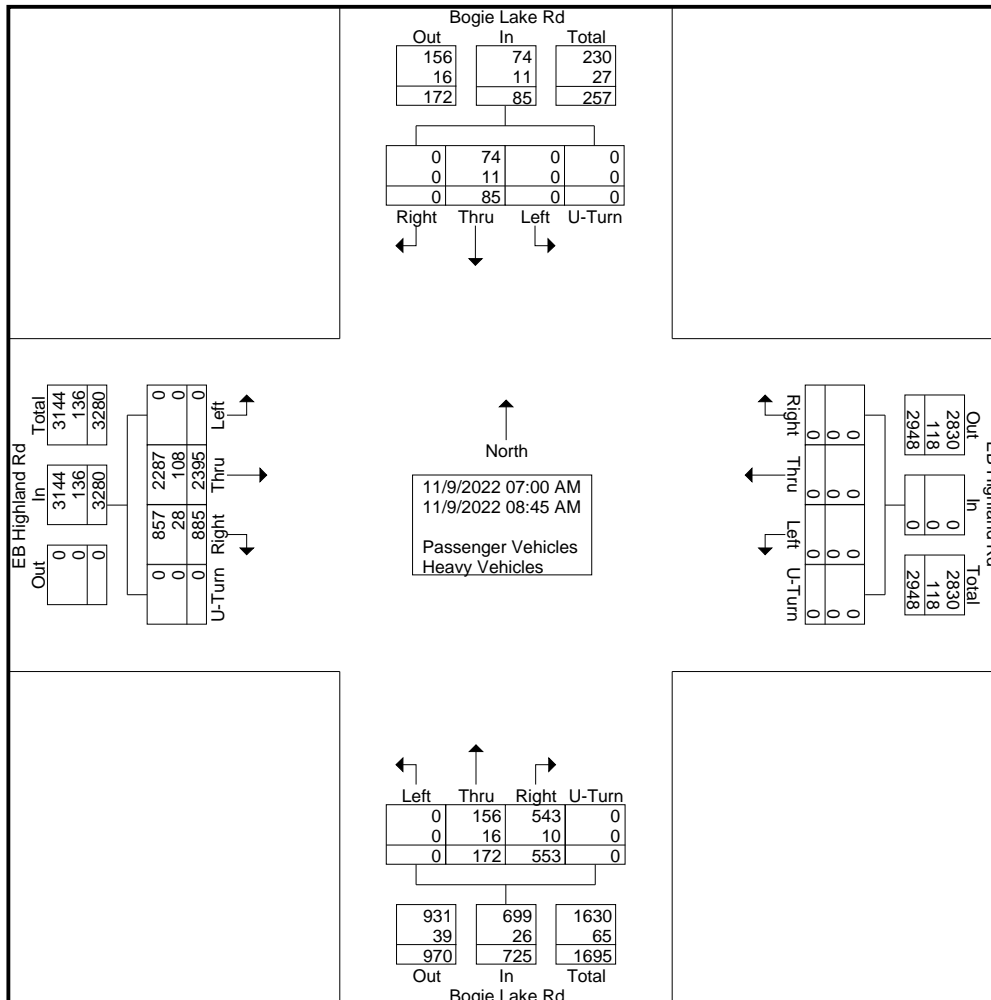 Bogie Lake Rd
Out In Total
156 74 230
16 11 27
172 85 257
0 74 0 0
0 11 0 0
0 85 0 0
Right Thru Left U-Turn
EB Highland Rd
Total In Out
3144 3144 0
136 136 0
3280 3280 0
0 2287 857 0
0 108 28 0
0 2395 885 0
Left Thru Right U-Turn
North
11/9/2022 07:00 AM
11/9/2022 08:45 AM
Passenger Vehicles
Heavy Vehicles
Right Thru Left U-Turn
0 0 0 0
0 0 0 0
0 0 0 0
Out In Total
2830 0 2830
118 0 118
2948 0 2948
EB Highland Rd
Left Thru Right U-Turn
0 156 543 0
0 16 10 0
0 172 553 0
931 699 1630
39 26 65
970 725 1695
Out In Total
Bogie Lake Rd